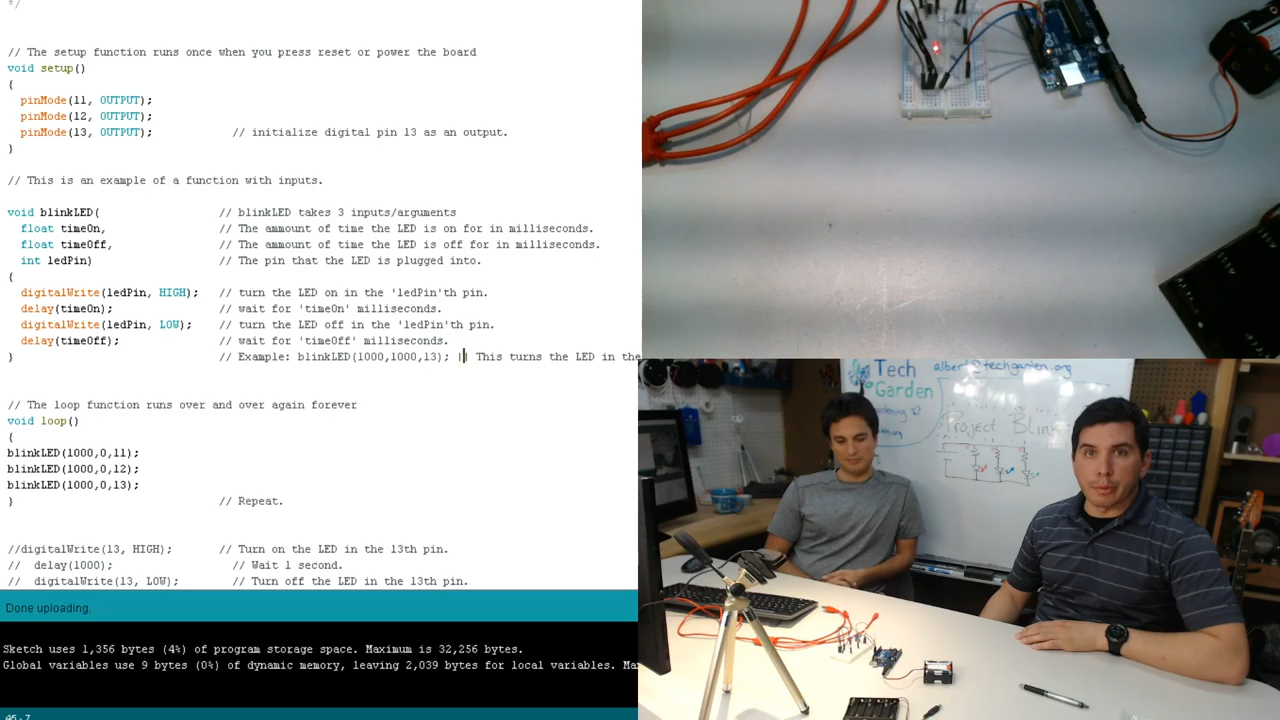 */
// The setup function runs once when you press reset or power the board
void setup()
{
pinMode(11, OUTPUT);
pinMode(12, OUTPUT);
pinMode(13, OUTPUT); // initialize digital pin 13 as an output.
}
// This is an example of a function with inputs.
void blinkLED( // blinkLED takes 3 inputs/arguments
float timeOn, // The ammount of time the LED is on for in milliseconds.
float timeOff, // The ammount of time the LED is off for in milliseconds.
int ledPin) // The pin that the LED is plugged into.
{
digitalWrite(ledPin, HIGH); // turn the LED on in the 'ledPin'th pin.
delay(timeOn); // wait for 'timeOn' milliseconds.
digitalWrite(ledPin, LOW); // turn the LED off in the 'ledPin'th pin.
delay(timeOff); // wait for 'timeOff' milliseconds.
} // Example: blinkLED(1000,1000,13); || This turns the LED in the
// The loop function runs over and over again forever
void loop()
{
blinkLED(1000,0,11);
blinkLED(1000,0,12);
blinkLED(1000,0,13);
} // Repeat.
//digitalWrite(13, HIGH); // Turn on the LED in the 13th pin.
// delay(1000); // Wait 1 second.
// digitalWrite(13, LOW); // Turn off the LED in the 13th pin.
Done uploading.
Sketch uses 1,356 bytes (4%) of program storage space. Maximum is 32,256 bytes.
Global variables use 9 bytes (0%) of dynamic memory, leaving 2,039 bytes for local variables.
Tech
Garden
albert@techgarden.org
Project Blink